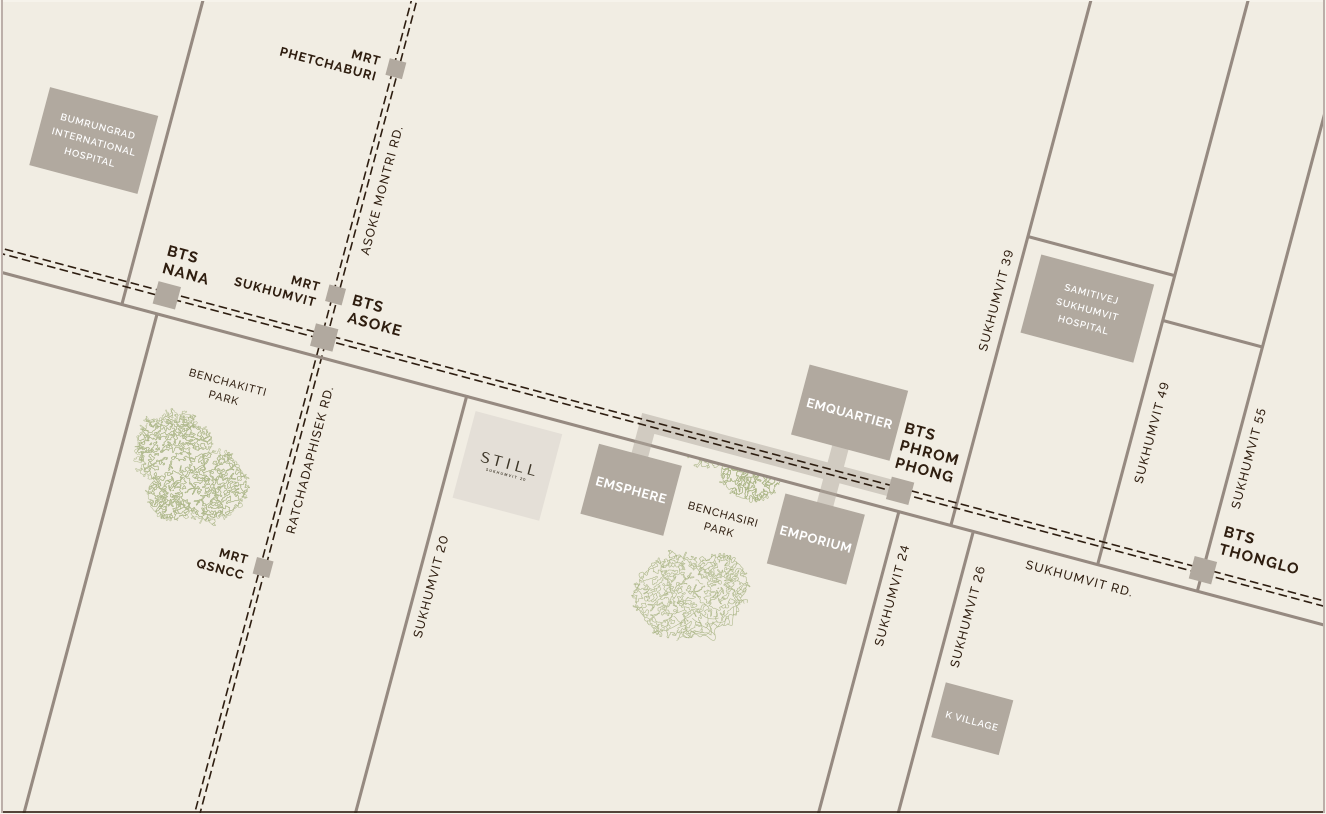 MRT
PHETCHABURI
BUMRUNGRAD
INTERNATIONAL
HOSPITAL
ASOKE MONTRI RD.
BTS
NANA
MRT
SUKHUMVIT
BTS
ASOKE
SUKHUMVIT 39
SAMITIVEJ
SUKHUMVIT
HOSPITAL
BENCHAKITTI
PARK
RATCHADAPHISEK RD.
EMQUARTIER
BTS
PHROM
PHONG
SUKHUMVIT 49
SUKHUMVIT 55
STILL
SUKHUMVIT 20
EMSPHERE
BENCHASIRI
PARK
EMPORIUM
BTS
THONGLO
MRT
QSNCC
SUKHUMVIT 20
SUKHUMVIT 24
SUKHUMVIT 26
SUKHUMVIT RD.
K VILLAGE